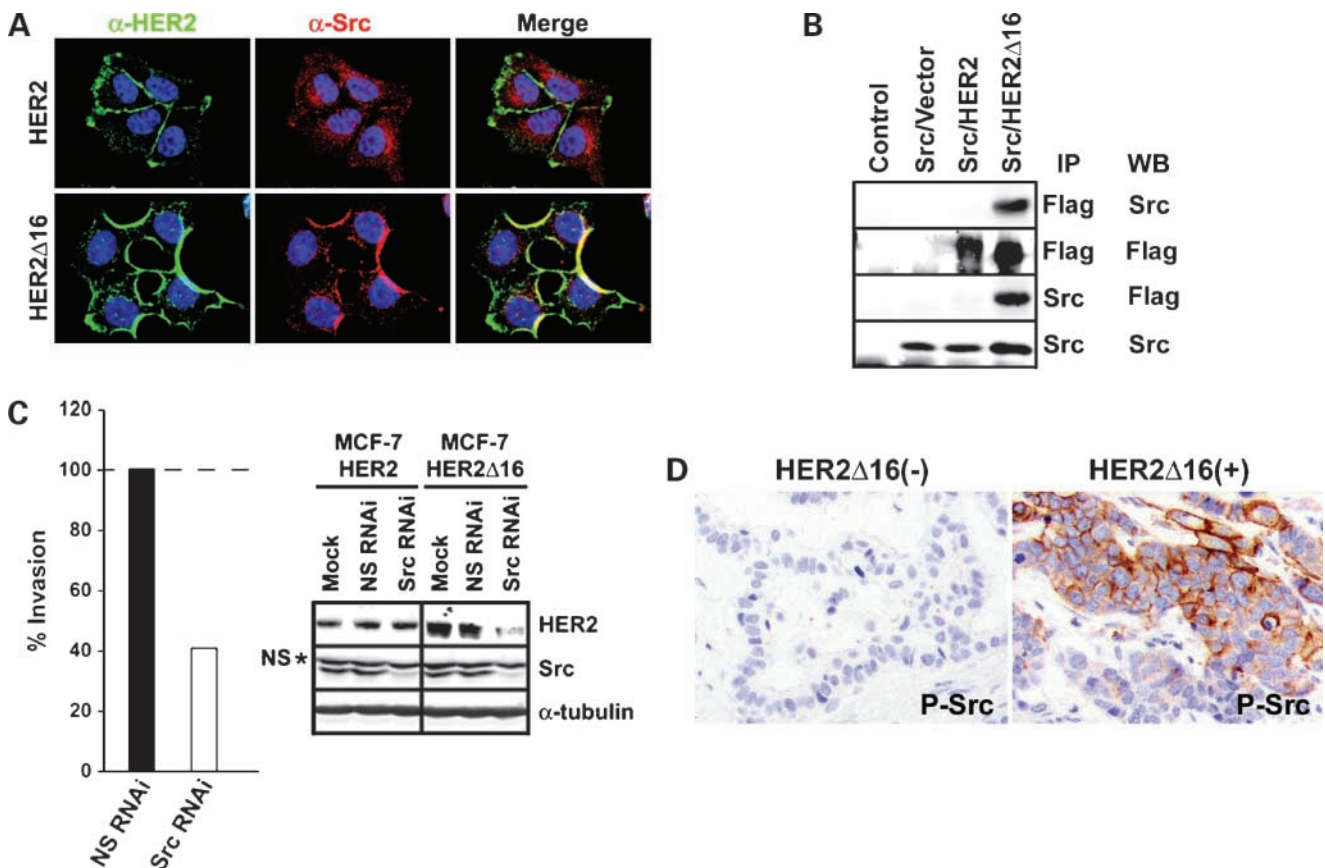 A
α-HER2
α-Src
Merge
HER2
HER2Δ16
B
Control
Src/Vector
Src/HER2
Src/HER2Δ16
IP
WB
Flag
Src
Flag
Flag
Src
Flag
Src
Src
C
% Invasion
120
100
80
60
40
20
0
NS RNAi
Src RNAi
MCF-7
HER2
MCF-7
HER2Δ16
Mock
NS RNAi
Src RNAi
Mock
NS RNAi
Src RNAi
HER2
NS*
Src
α-tubulin
D
HER2Δ16(-)
HER2Δ16(+)
P-Src
P-Src